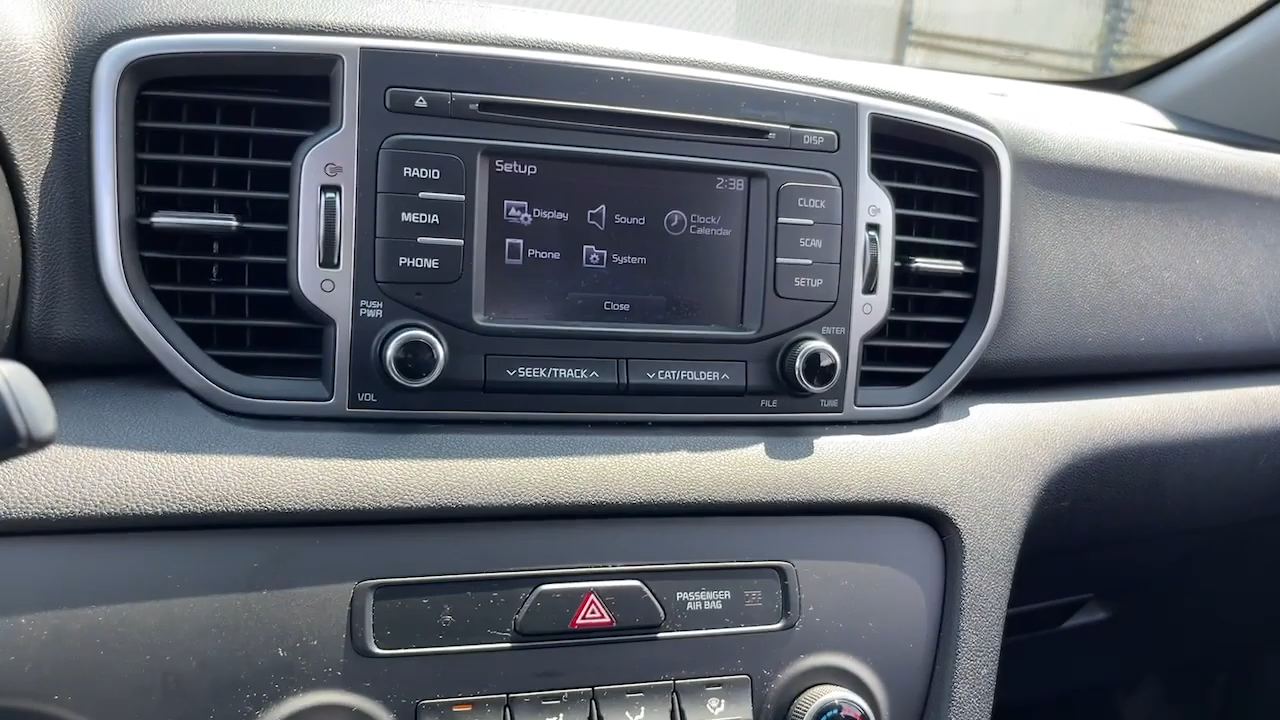 DISP
RADIO
MEDIA
PHONE
Setup
2:38
Display
Sound
Clock/
Calendar
Phone
System
Close
CLOCK
SCAN
SETUP
PUSH
PWR
VOL
SEEK/TRACK
CAT/FOLDER
ENTER
FILE
TUNE
PASSENGER
AIR BAG